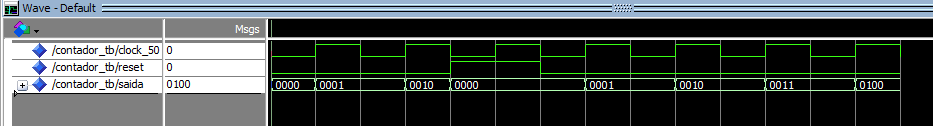 Wave - Default
Msgs
/contador_tb/clock_50 0
/contador_tb/reset 0
/contador_tb/saida 0100 0000 0001 0010 0000 0001 0010 0011 0100